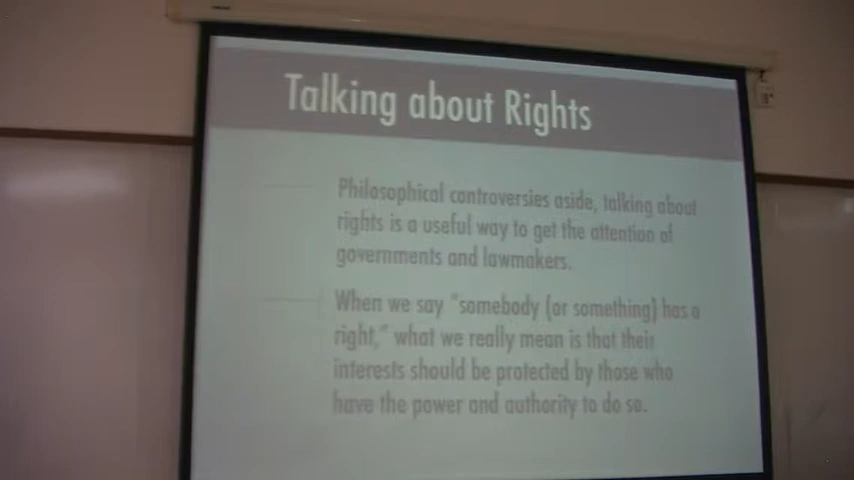 Talking about Rights
Philosophical controversies aside, talking about
rights is a useful way to get the attention of
governments and lawmakers.
When we say "somebody (or something) has a
right," what we really mean is that their
interests should be protected by those who
have the power and authority to do so.